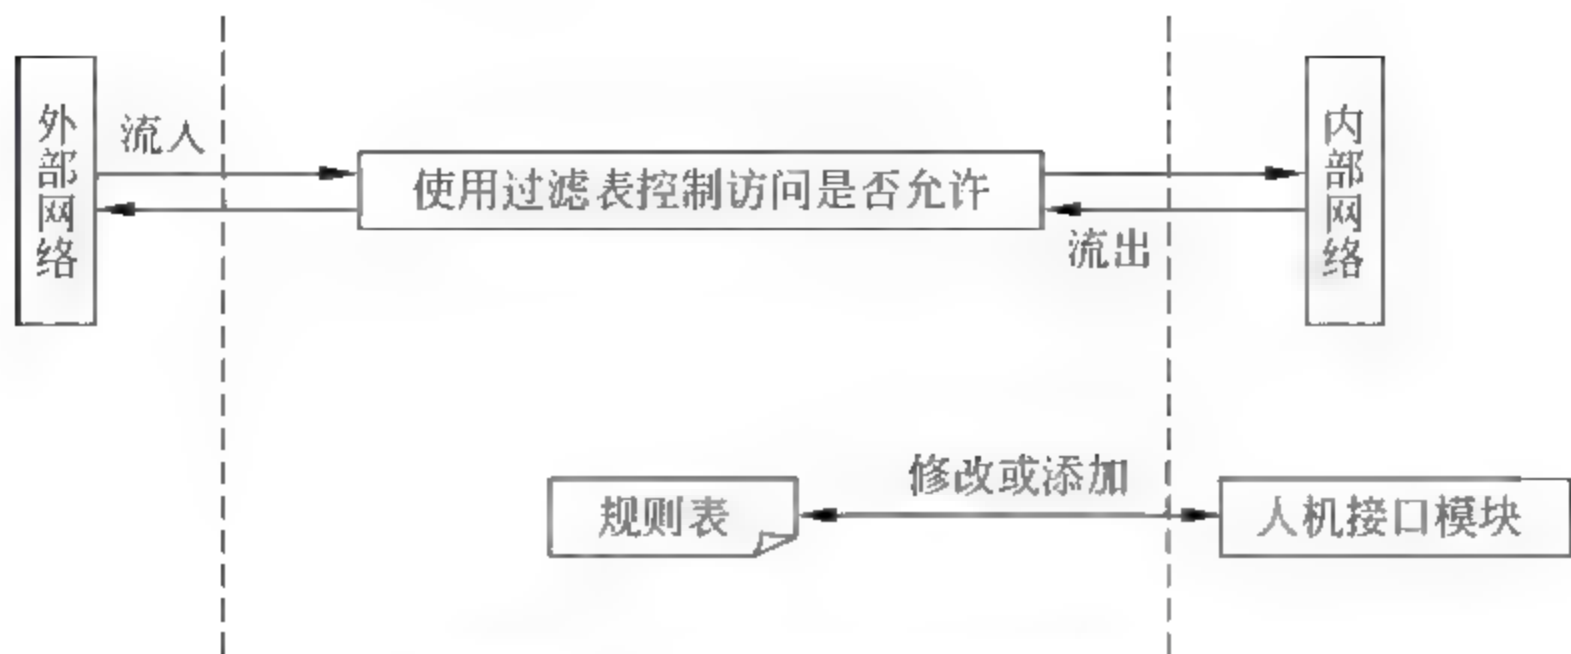 外部网络
流入
使用过滤表控制访问是否允许
流出
内部网络
规则表
修改或添加
人机接口模块